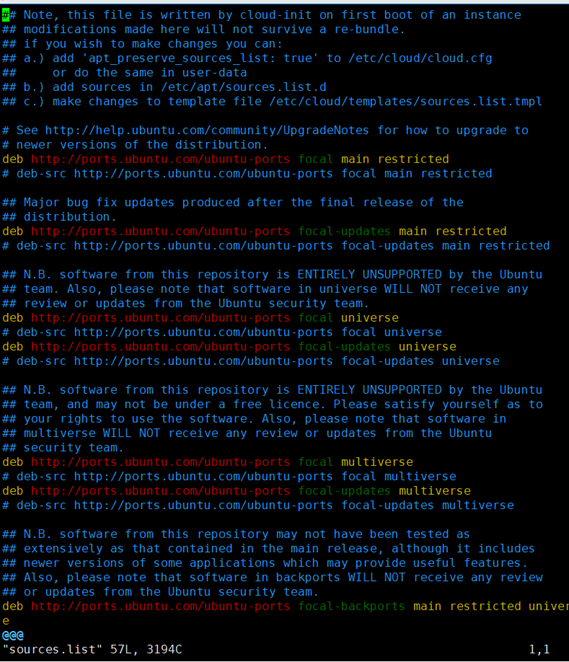 ## Note, this file is written by cloud-init on first boot of an instance
## modifications made here will not survive a re-bundle.
## if you wish to make changes you can:
## a.) add 'apt_preserve_sources_list: true' to /etc/cloud/cloud.cfg
##     or do the same in user-data
## b.) add sources in /etc/apt/sources.list.d
## c.) make changes to template file /etc/cloud/templates/sources.list.tmpl

# See http://help.ubuntu.com/community/UpgradeNotes for how to upgrade to
# newer versions of the distribution.
deb http://ports.ubuntu.com/ubuntu-ports focal main restricted
# deb-src http://ports.ubuntu.com/ubuntu-ports focal main restricted

## Major bug fix updates produced after the final release of the
## distribution.
deb http://ports.ubuntu.com/ubuntu-ports focal-updates main restricted
# deb-src http://ports.ubuntu.com/ubuntu-ports focal-updates main restricted

## N.B. software from this repository is ENTIRELY UNSUPPORTED by the Ubuntu
## team. Also, please note that software in universe WILL NOT receive any
## review or updates from the Ubuntu security team.
deb http://ports.ubuntu.com/ubuntu-ports focal universe
# deb-src http://ports.ubuntu.com/ubuntu-ports focal universe
deb http://ports.ubuntu.com/ubuntu-ports focal-updates universe
# deb-src http://ports.ubuntu.com/ubuntu-ports focal-updates universe

## N.B. software from this repository is ENTIRELY UNSUPPORTED by the Ubuntu
## team, and may not be under a free licence. Please satisfy yourself as to
## your rights to use the software. Also, please note that software in
## multiverse WILL NOT receive any review or updates from the Ubuntu
## security team.
deb http://ports.ubuntu.com/ubuntu-ports focal multiverse
# deb-src http://ports.ubuntu.com/ubuntu-ports focal multiverse
deb http://ports.ubuntu.com/ubuntu-ports focal-updates multiverse
# deb-src http://ports.ubuntu.com/ubuntu-ports focal-updates multiverse

## N.B. software from this repository may not have been tested as
## extensively as that contained in the main release, although it includes
## newer versions of some applications which may provide useful features.
## Also, please note that software in backports WILL NOT receive any review
## or updates from the Ubuntu security team.
deb http://ports.ubuntu.com/ubuntu-ports focal-backports main restricted univer
e
@@@
"sources.list" 57L, 3194C 1,1